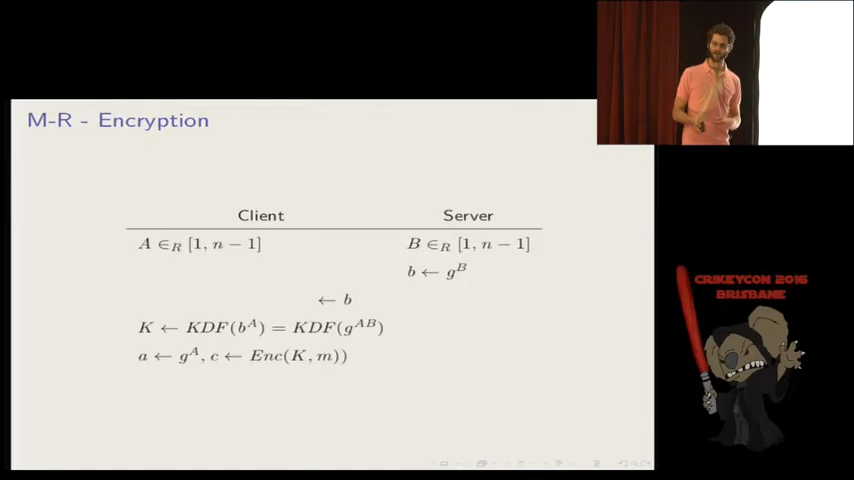 M-R - Encryption
Client Server
A ∈_R [1, n − 1] B ∈_R [1, n − 1]
b ← g^B
← b
K ← KDF(b^A) = KDF(g^{AB})
a ← g^A, c ← Enc(K, m))
CRIKEYCON 2016
BRISBANE